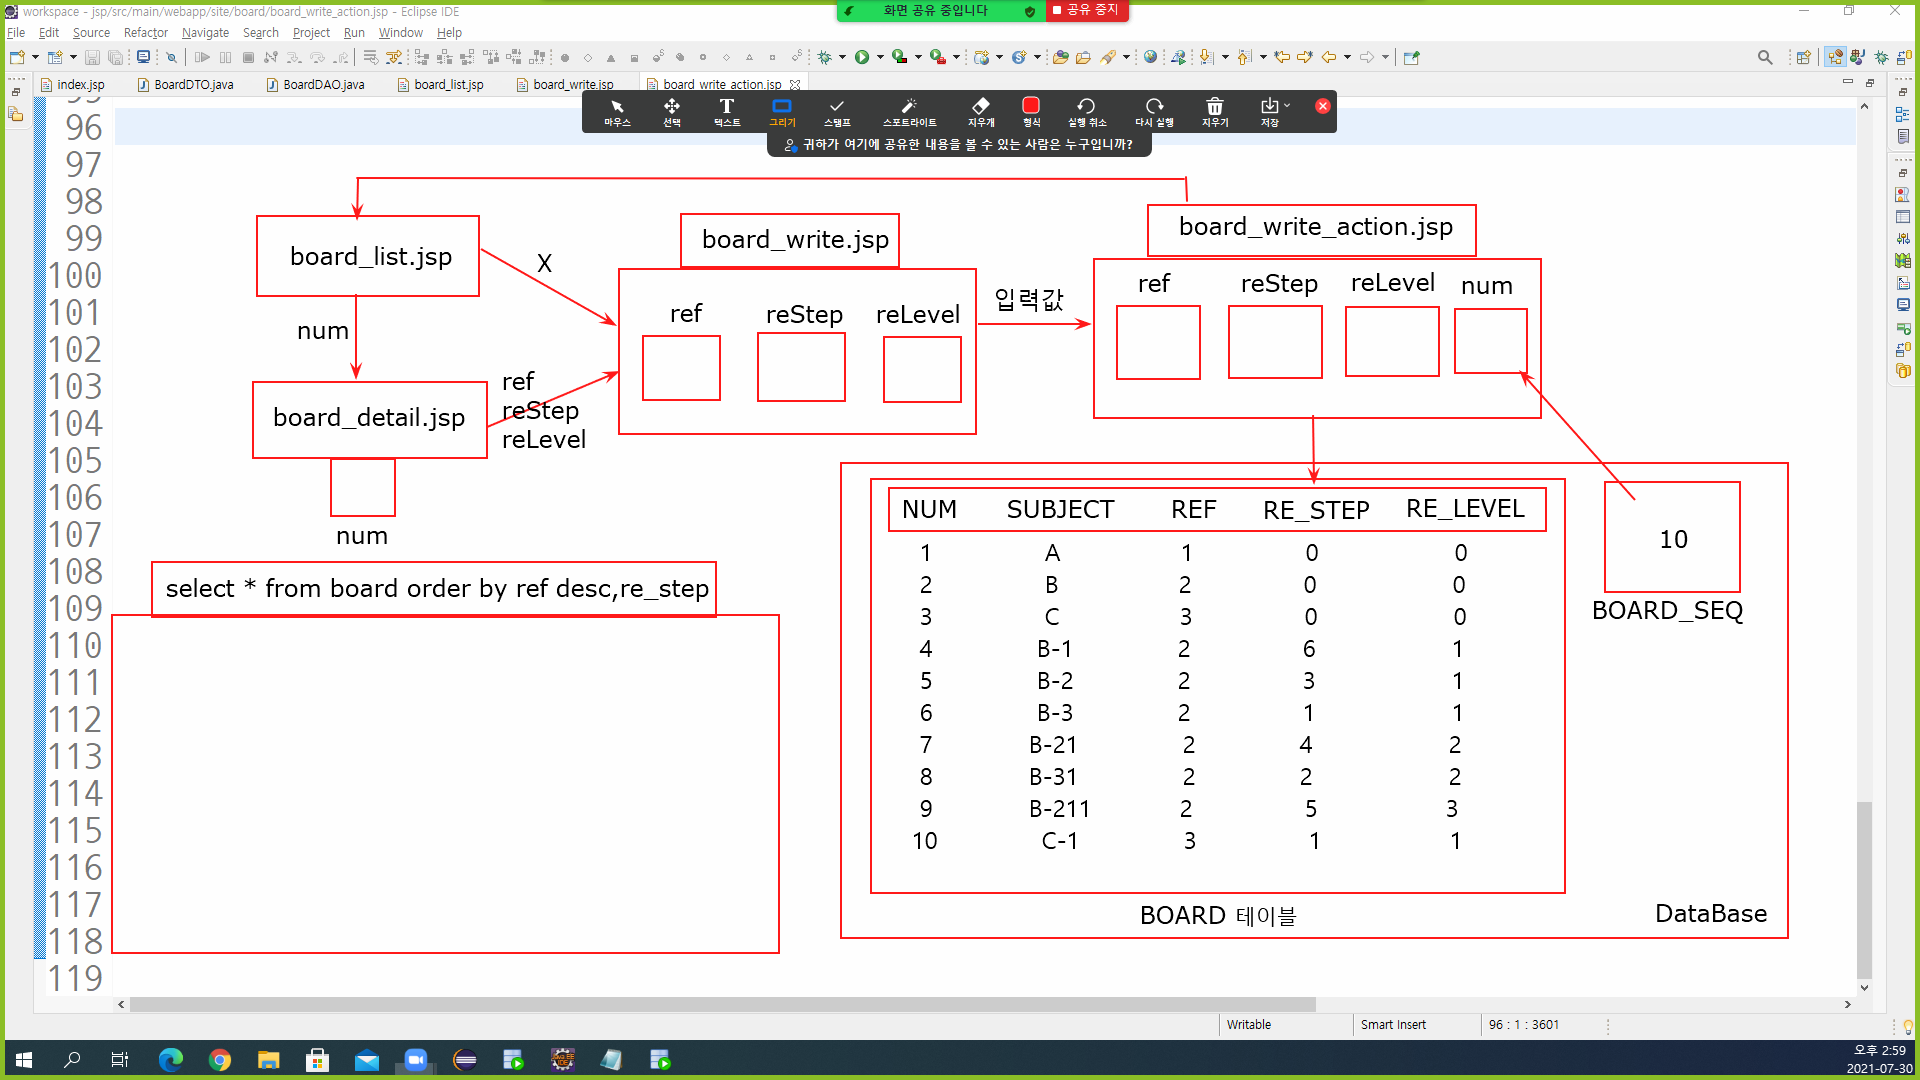 workspace - jsp/src/main/webapp/site/board/board_write_action.jsp - Eclipse IDE
화면 공유 중입니다
공유 중지
File Edit Source Refactor Navigate Search Project Run Window Help
index.jsp BoardDTO.java BoardDAO.java board_list.jsp board_write.jsp board_write_action.jsp
마우스 선택 텍스트 그리기 스탬프 스포트라이트 지우개 형식 실행 취소 다시 실행 지우기 저장
귀하가 여기에 공유한 내용을 볼 수 있는 사람은 누구입니까?
96
97
98
99
100
101
102
103
104
105
106
107
108
109
110
111
112
113
114
115
116
117
118
119
board_list.jsp
X
num
board_detail.jsp
num
ref
reStep
reLevel
board_write.jsp
ref reStep reLevel
입력값
board_write_action.jsp
ref reStep reLevel num
select * from board order by ref desc,re_step
NUM SUBJECT REF RE_STEP RE_LEVEL
1 A 1 0 0
2 B 2 0 0
3 C 3 0 0
4 B-1 2 6 1
5 B-2 2 3 1
6 B-3 2 1 1
7 B-21 2 4 2
8 B-31 2 2 2
9 B-211 2 5 3
10 C-1 3 1 1
BOARD 테이블
10
BOARD_SEQ
DataBase
Writable Smart Insert 96 : 1 : 3601
오후 2:59
2021-07-30